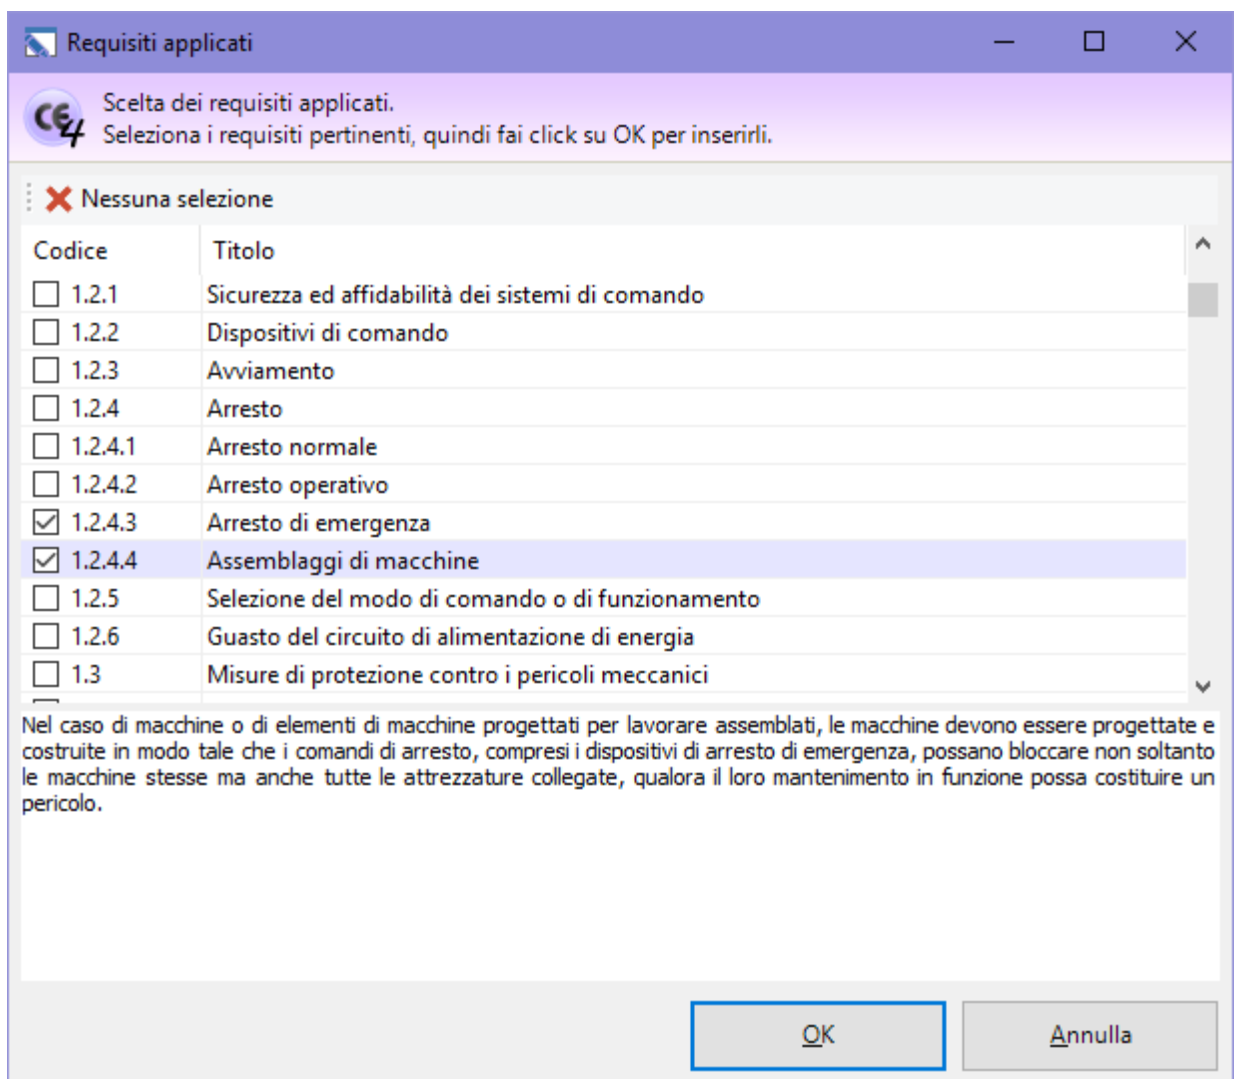 Requisiti applicati
CE4
Scelta dei requisiti applicati.
Seleziona i requisiti pertinenti, quindi fai click su OK per inserirli.
Nessuna selezione
Codice Titolo
1.2.1 Sicurezza ed affidabilità dei sistemi di comando
1.2.2 Dispositivi di comando
1.2.3 Avviamento
1.2.4 Arresto
1.2.4.1 Arresto normale
1.2.4.2 Arresto operativo
1.2.4.3 Arresto di emergenza
1.2.4.4 Assemblaggi di macchine
1.2.5 Selezione del modo di comando o di funzionamento
1.2.6 Guasto del circuito di alimentazione di energia
1.3 Misure di protezione contro i pericoli meccanici
Nel caso di macchine o di elementi di macchine progettati per lavorare assemblati, le macchine devono essere progettate e
costruite in modo tale che i comandi di arresto, compresi i dispositivi di arresto di emergenza, possano bloccare non soltanto
le macchine stesse ma anche tutte le attrezzature collegate, qualora il loro mantenimento in funzione possa costituire un
pericolo.
OK Annulla